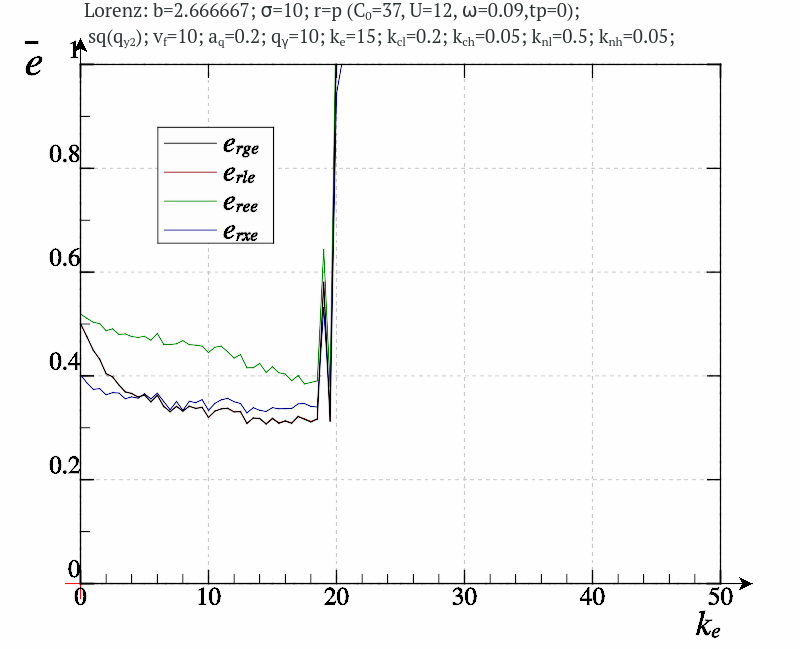 Lorenz: b=2.666667; σ=10; r=p (C₀=37, U=12, ω=0.09,tp=0);
sq(q_y2); v_f=10; a_q=0.2; q_γ=10; k_e=15; k_cl=0.2; k_ch=0.05; k_nl=0.5; k_nh=0.05;
1
ē
e_rge
0.8
e_rle
e_ree
e_rxe
0.6
0.4
0.2
0
0 10 20 30 40 50
k_e